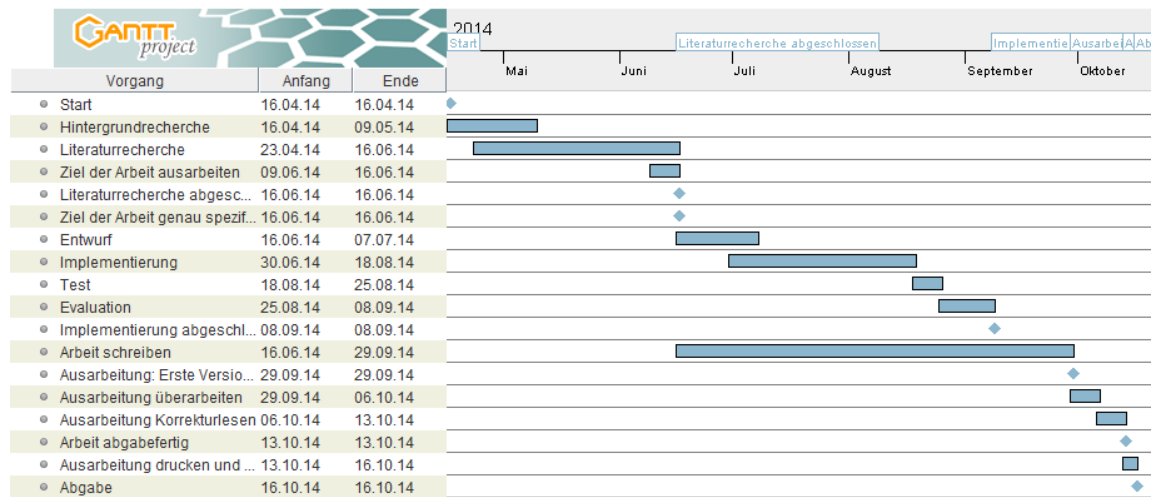 GANTT project
2014
Start Literaturrecherche abgeschlossen Implementie Ausarbei A Ab
Mai Juni Juli August September Oktober
Vorgang Anfang Ende
Start 16.04.14 16.04.14
Hintergrundrecherche 16.04.14 09.05.14
Literaturrecherche 23.04.14 16.06.14
Ziel der Arbeit ausarbeiten 09.06.14 16.06.14
Literaturrecherche abgesc... 16.06.14 16.06.14
Ziel der Arbeit genau spezif... 16.06.14 16.06.14
Entwurf 16.06.14 07.07.14
Implementierung 30.06.14 18.08.14
Test 18.08.14 25.08.14
Evaluation 25.08.14 08.09.14
Implementierung abgeschl... 08.09.14 08.09.14
Arbeit schreiben 16.06.14 29.09.14
Ausarbeitung: Erste Versio... 29.09.14 29.09.14
Ausarbeitung überarbeiten 29.09.14 06.10.14
Ausarbeitung Korrekturlesen 06.10.14 13.10.14
Arbeit abgabefertig 13.10.14 13.10.14
Ausarbeitung drucken und ... 13.10.14 16.10.14
Abgabe 16.10.14 16.10.14